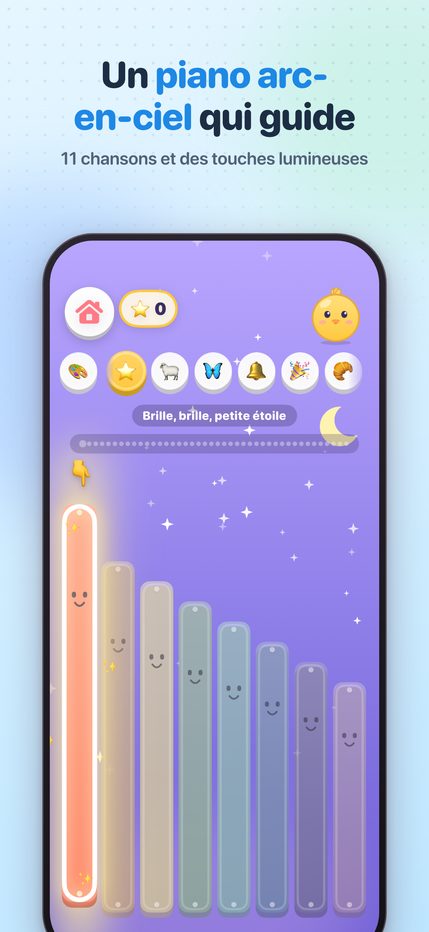 Un piano arc-
en-ciel qui guide
11 chansons et des touches lumineuses
0
Brille, brille, petite étoile